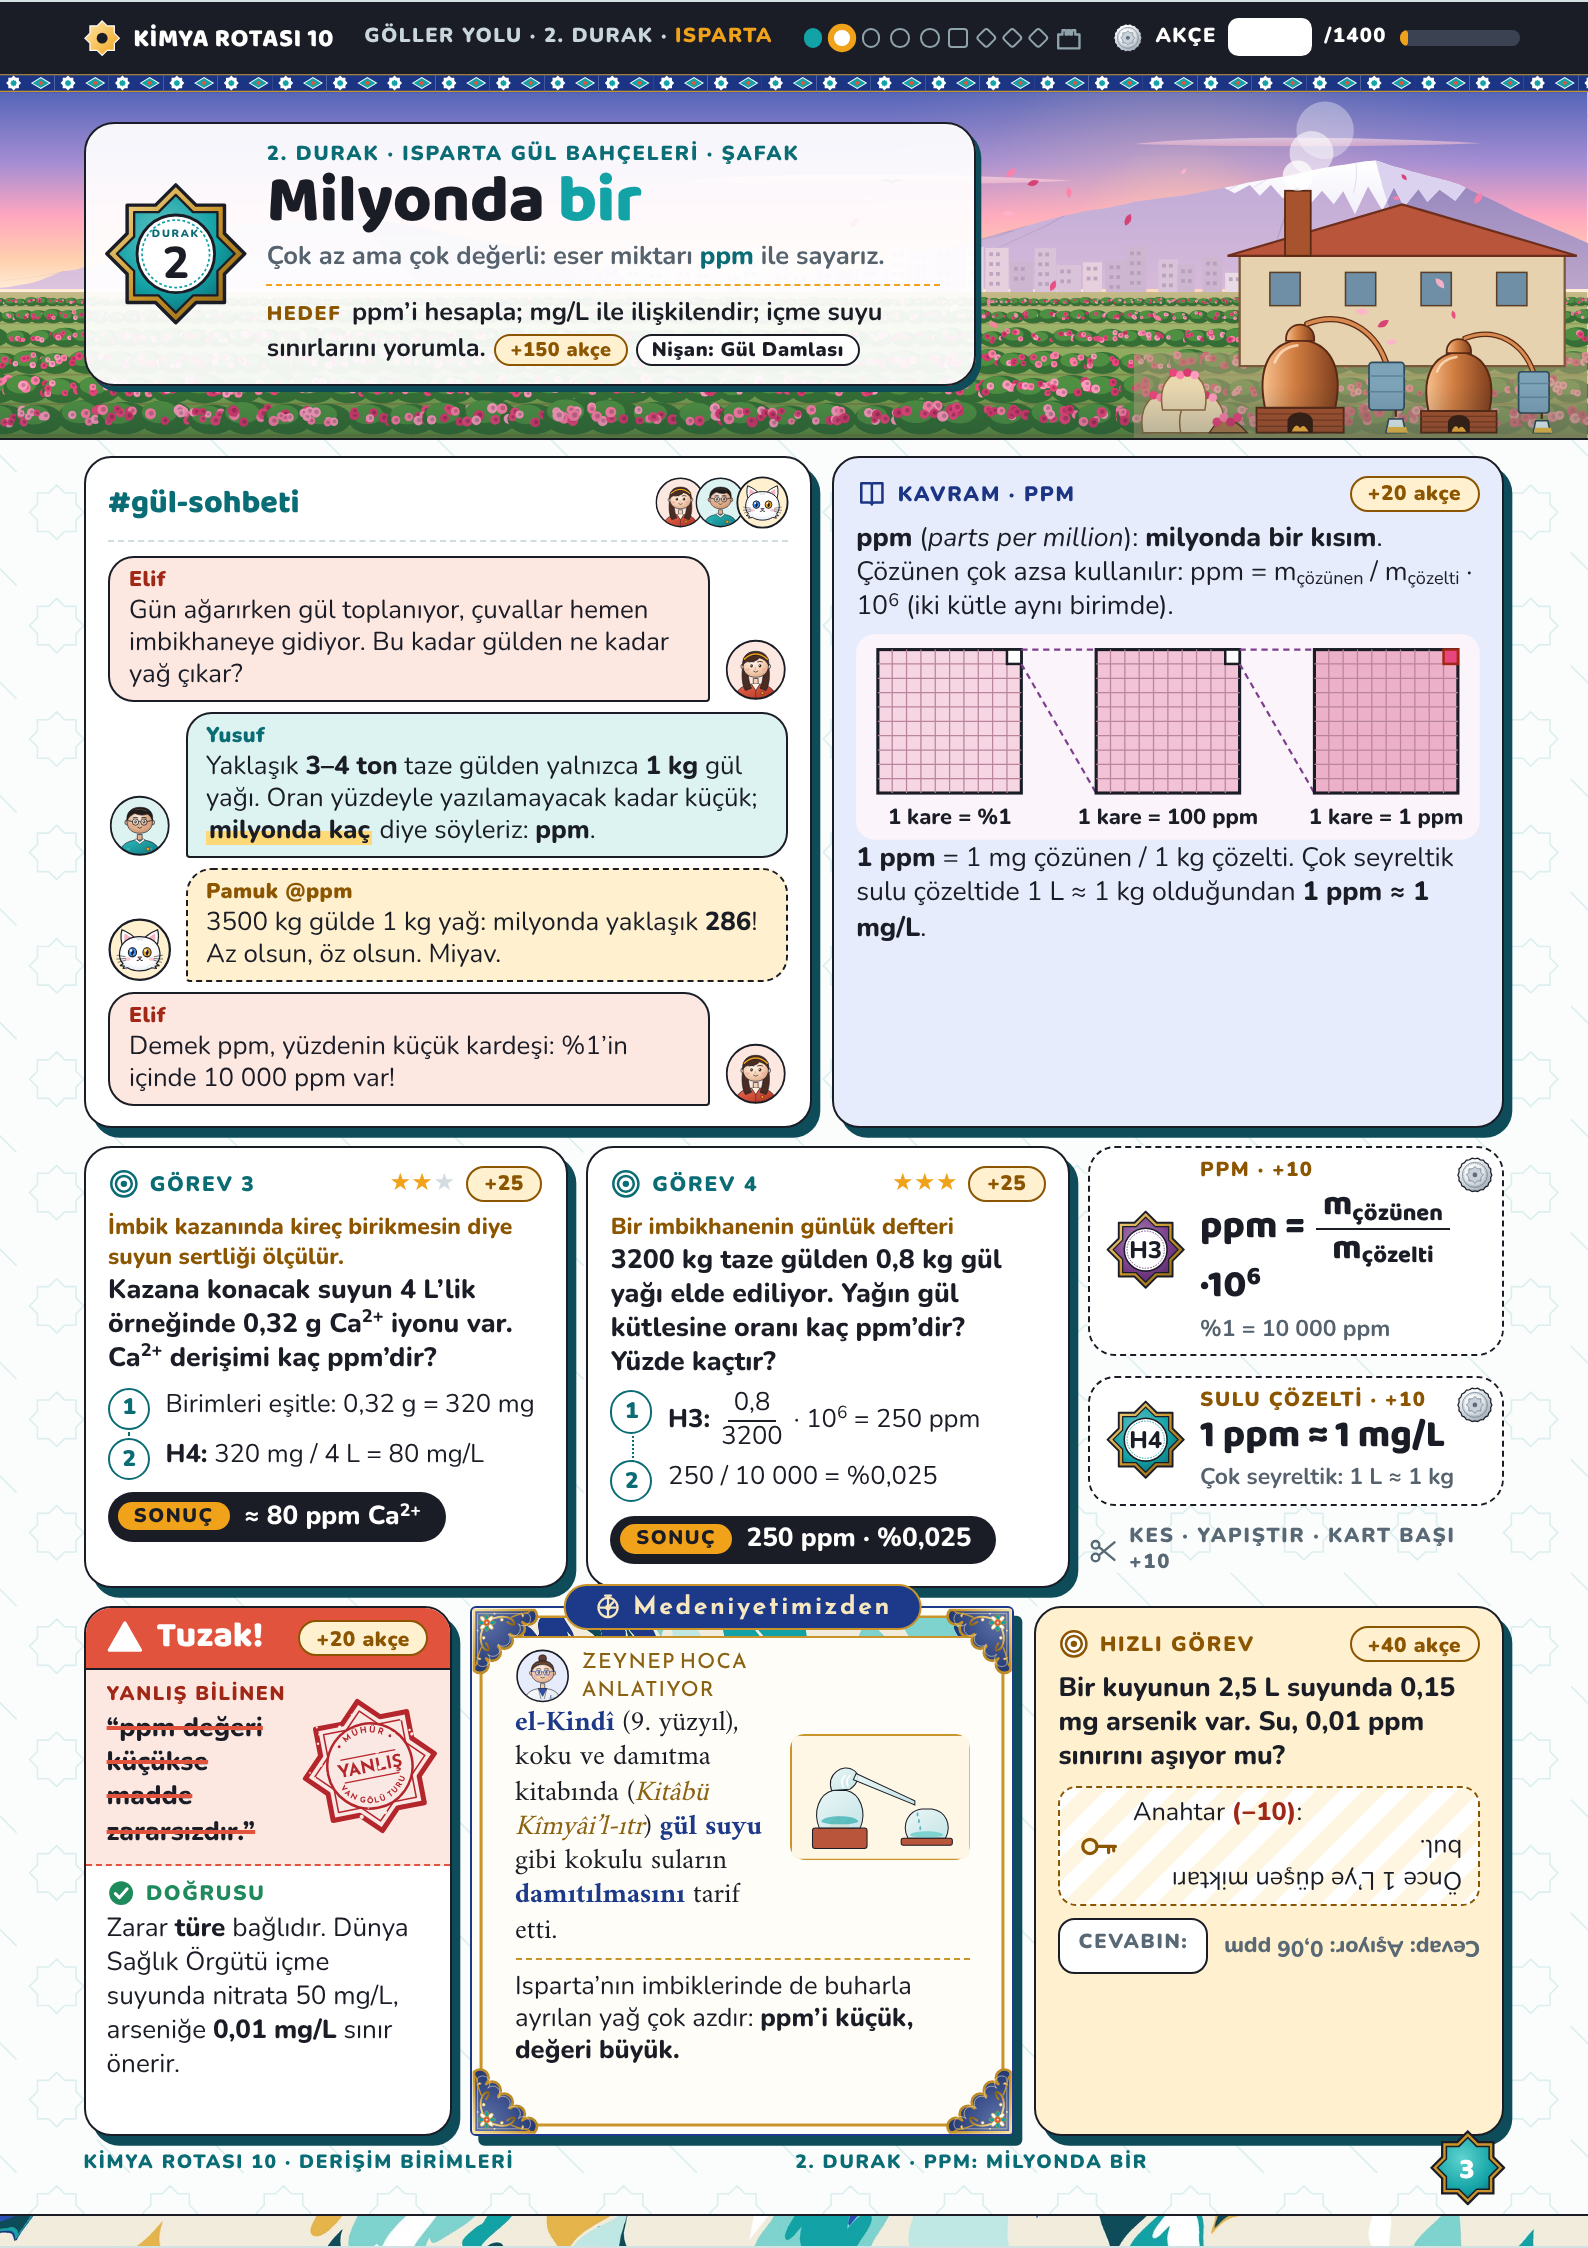 KİMYA ROTASI 10 GÖLLER YOLU · 2. DURAK · ISPARTA AKÇE /1400
2. DURAK · ISPARTA GÜL BAHÇELERİ · ŞAFAK
Milyonda bir
DURAK
2
Çok az ama çok değerli: eser miktarı ppm ile sayarız.
HEDEF ppm’i hesapla; mg/L ile ilişkilendir; içme suyu
sınırlarını yorumla. +150 akçe Nişan: Gül Damlası
#gül-sohbeti
Elif
Gün ağarırken gül toplanıyor, çuvallar hemen
imbikhaneye gidiyor. Bu kadar gülden ne kadar
yağ çıkar?
Yusuf
Yaklaşık 3–4 ton taze gülden yalnızca 1 kg gül
yağı. Oran yüzdeyle yazılamayacak kadar küçük;
milyonda kaç diye söyleriz: ppm.
Pamuk @ppm
3500 kg gülde 1 kg yağ: milyonda yaklaşık 286!
Az olsun, öz olsun. Miyav.
Elif
Demek ppm, yüzdenin küçük kardeşi: %1’in
içinde 10 000 ppm var!
KAVRAM · PPM +20 akçe
ppm (parts per million): milyonda bir kısım.
Çözünen çok azsa kullanılır: ppm = mçözünen / mçözelti ·
10⁶ (iki kütle aynı birimde).
1 kare = %1 1 kare = 100 ppm 1 kare = 1 ppm
1 ppm = 1 mg çözünen / 1 kg çözelti. Çok seyreltik
sulu çözeltide 1 L ≈ 1 kg olduğundan 1 ppm ≈ 1
mg/L.
GÖREV 3 ★★★ +25
İmbik kazanında kireç birikmesin diye
suyun sertliği ölçülür.
Kazana konacak suyun 4 L’lik
örneğinde 0,32 g Ca²⁺ iyonu var.
Ca²⁺ derişimi kaç ppm’dir?
1 Birimleri eşitle: 0,32 g = 320 mg
2 H4: 320 mg / 4 L = 80 mg/L
SONUÇ ≈ 80 ppm Ca²⁺
GÖREV 4 ★★★ +25
Bir imbikhanenin günlük defteri
3200 kg taze gülden 0,8 kg gül
yağı elde ediliyor. Yağın gül
kütlesine oranı kaç ppm’dir?
Yüzde kaçtır?
1 H3: 0,8 / 3200 · 10⁶ = 250 ppm
2 250 / 10 000 = %0,025
SONUÇ 250 ppm · %0,025
PPM · +10
H3
ppm = mçözünen / mçözelti
·10⁶
%1 = 10 000 ppm
SULU ÇÖZELTİ · +10
H4
1 ppm ≈ 1 mg/L
Çok seyreltik: 1 L ≈ 1 kg
KES · YAPIŞTIR · KART BAŞI
+10
Tuzak! +20 akçe
YANLIŞ BİLİNEN
“ppm değeri
küçükse
madde
zararsızdır.”
MÜHÜR
YANLIŞ
VAN GÖLÜ TURU
DOĞRUSU
Zarar türe bağlıdır. Dünya
Sağlık Örgütü içme
suyunda nitrata 50 mg/L,
arseniğe 0,01 mg/L sınır
önerir.
Medeniyetimizden
ZEYNEP HOCA
ANLATIYOR
el-Kindî (9. yüzyıl),
koku ve damıtma
kitabında (Kitâbü
Kîmyâi’l-ıtr) gül suyu
gibi kokulu suların
damıtılmasını tarif
etti.
Isparta’nın imbiklerinde de buharla
ayrılan yağ çok azdır: ppm’i küçük,
değeri büyük.
HIZLI GÖREV +40 akçe
Bir kuyunun 2,5 L suyunda 0,15
mg arsenik var. Su, 0,01 ppm
sınırını aşıyor mu?
Anahtar (−10):
Önce 1 L’ye düşen miktarı
bul.
CEVABIN:
Cevap: Aşıyor: 0,06 ppm
KİMYA ROTASI 10 · DERİŞİM BİRİMLERİ
2. DURAK · PPM: MİLYONDA BİR
3